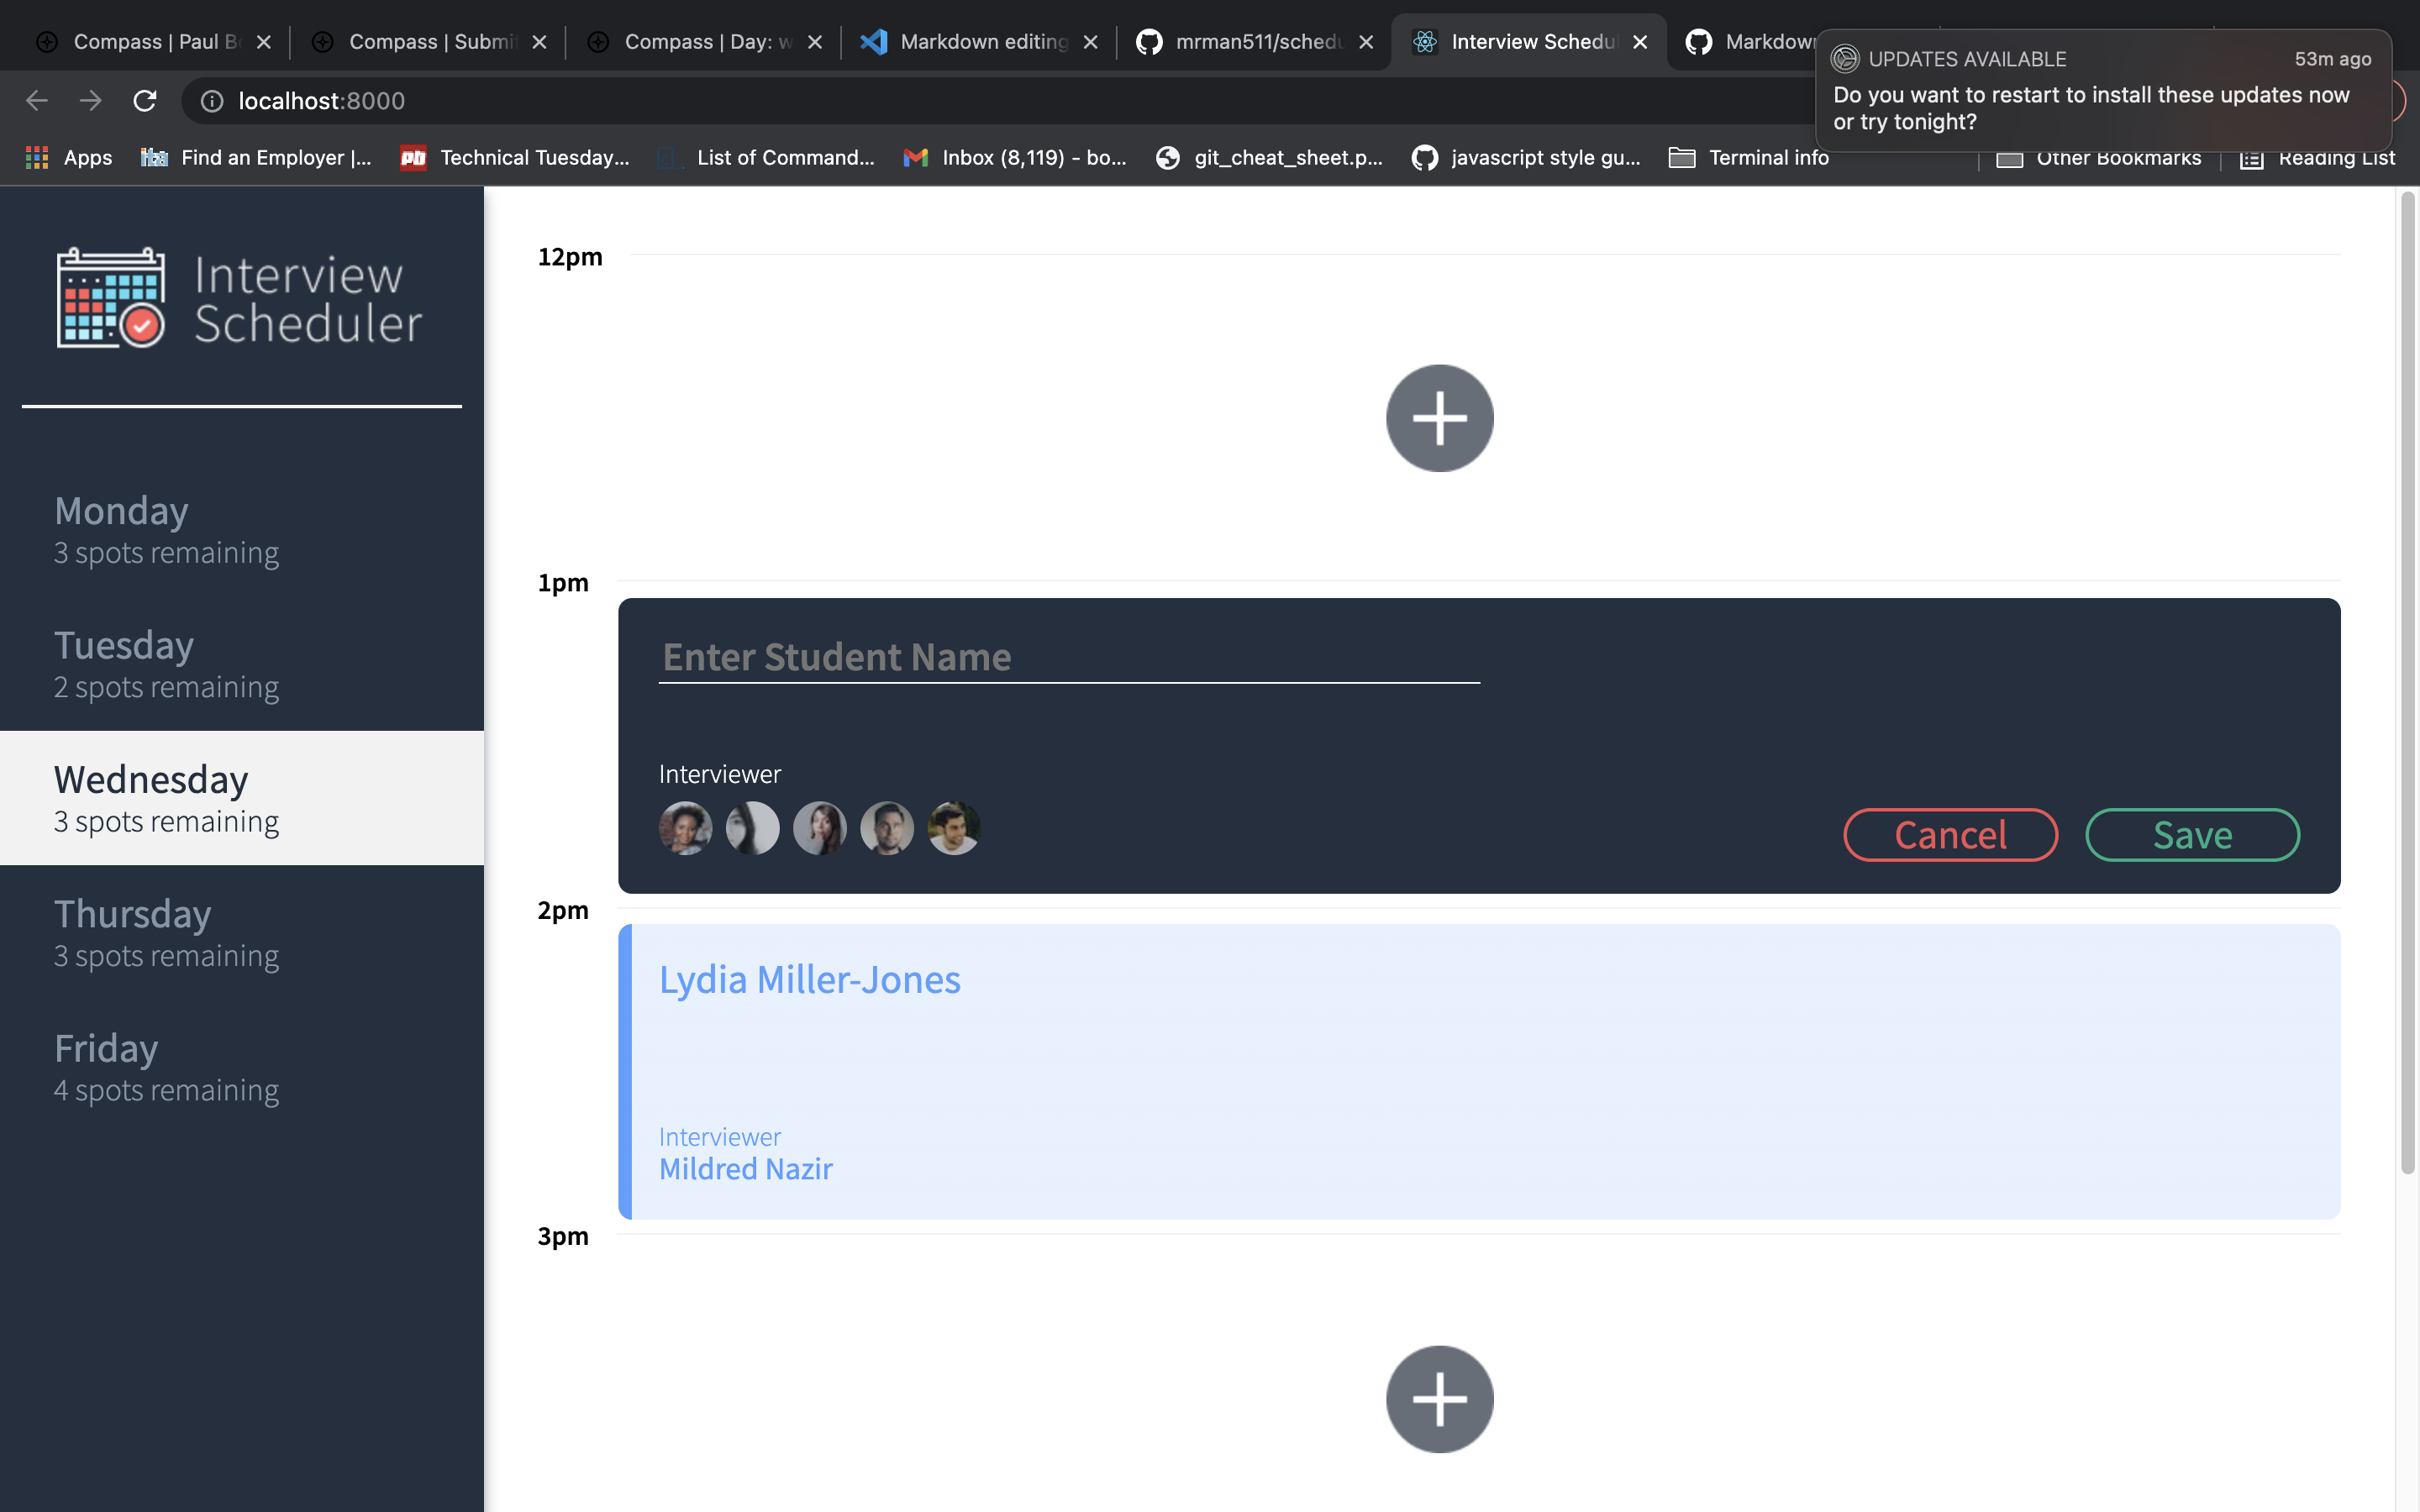 Compass | Paul B
Compass | Submi
Compass | Day: w
Markdown editing
mrman511/schedu
Interview Schedul
Markdow
UPDATES AVAILABLE
53m ago
Do you want to restart to install these updates now
or try tonight?
localhost:8000
Apps
Find an Employer |...
Technical Tuesday...
List of Command...
Inbox (8,119) - bo...
git_cheat_sheet.p...
javascript style gu...
Terminal info
Other Bookmarks
Reading List
Interview
Scheduler
Monday
3 spots remaining
Tuesday
2 spots remaining
Wednesday
3 spots remaining
Thursday
3 spots remaining
Friday
4 spots remaining
12pm
1pm
Enter Student Name
Interviewer
Cancel
Save
2pm
Lydia Miller-Jones
Interviewer
Mildred Nazir
3pm